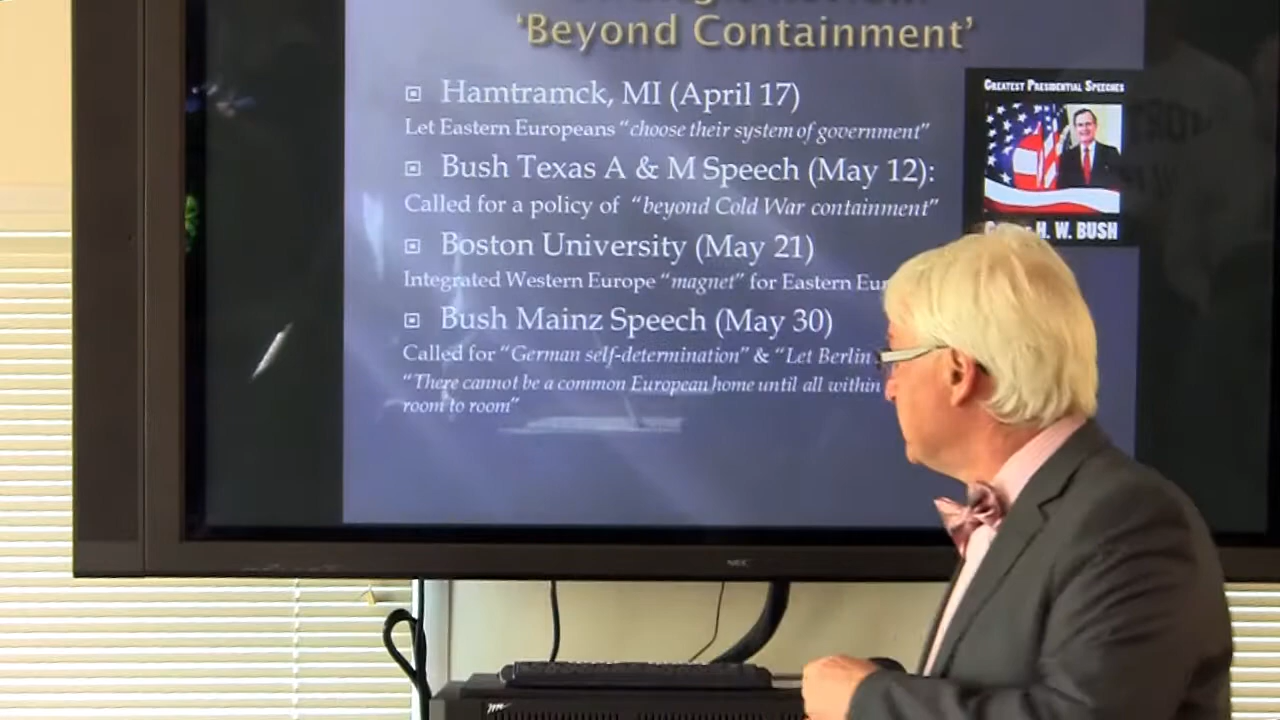 'Beyond Containment'
Hamtramck, MI (April 17)
Let Eastern Europeans "choose their system of government"
Bush Texas A & M Speech (May 12):
Called for a policy of "beyond Cold War containment"
Boston University (May 21)
Integrated Western Europe "magnet" for Eastern
Bush Mainz Speech (May 30)
Called for "German self-determination" & "Let Berlin
"There cannot be a common European home until all within
room to room"
GREATEST PRESIDENTIAL SPEECHES
H. W. BUSH
NEC